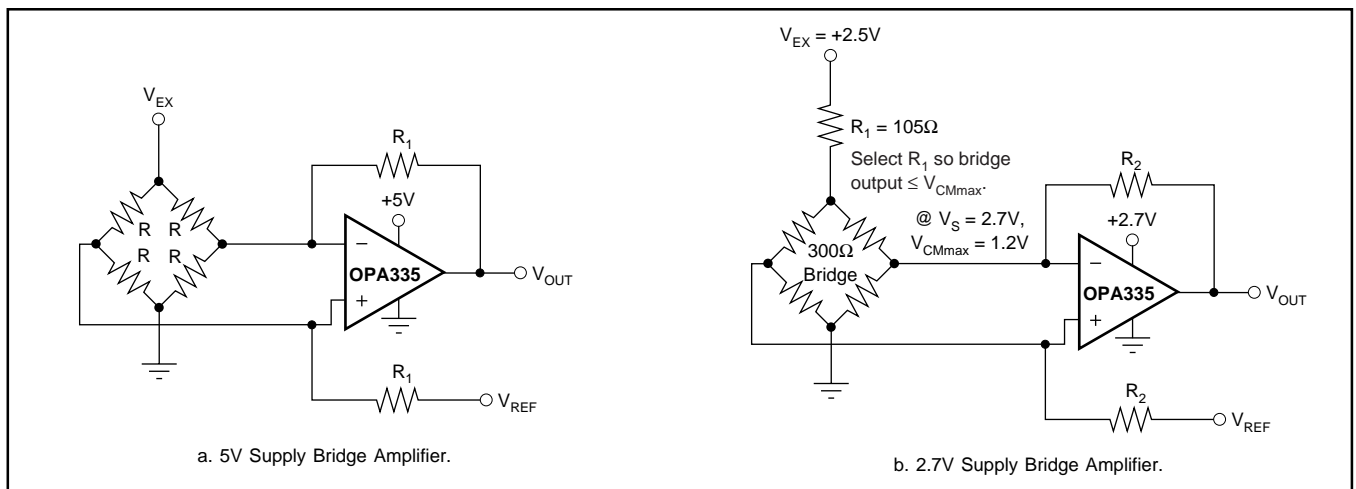 V_EX
R_1
+5V
R R
R R
−
OPA335
+
V_OUT
R_1
V_REF
a. 5V Supply Bridge Amplifier.
V_EX = +2.5V
R_1 = 105Ω
Select R_1 so bridge
output ≤ V_CMmax.
@ V_S = 2.7V,
V_CMmax = 1.2V
R_2
+2.7V
300Ω
Bridge
−
OPA335
+
V_OUT
R_2
V_REF
b. 2.7V Supply Bridge Amplifier.